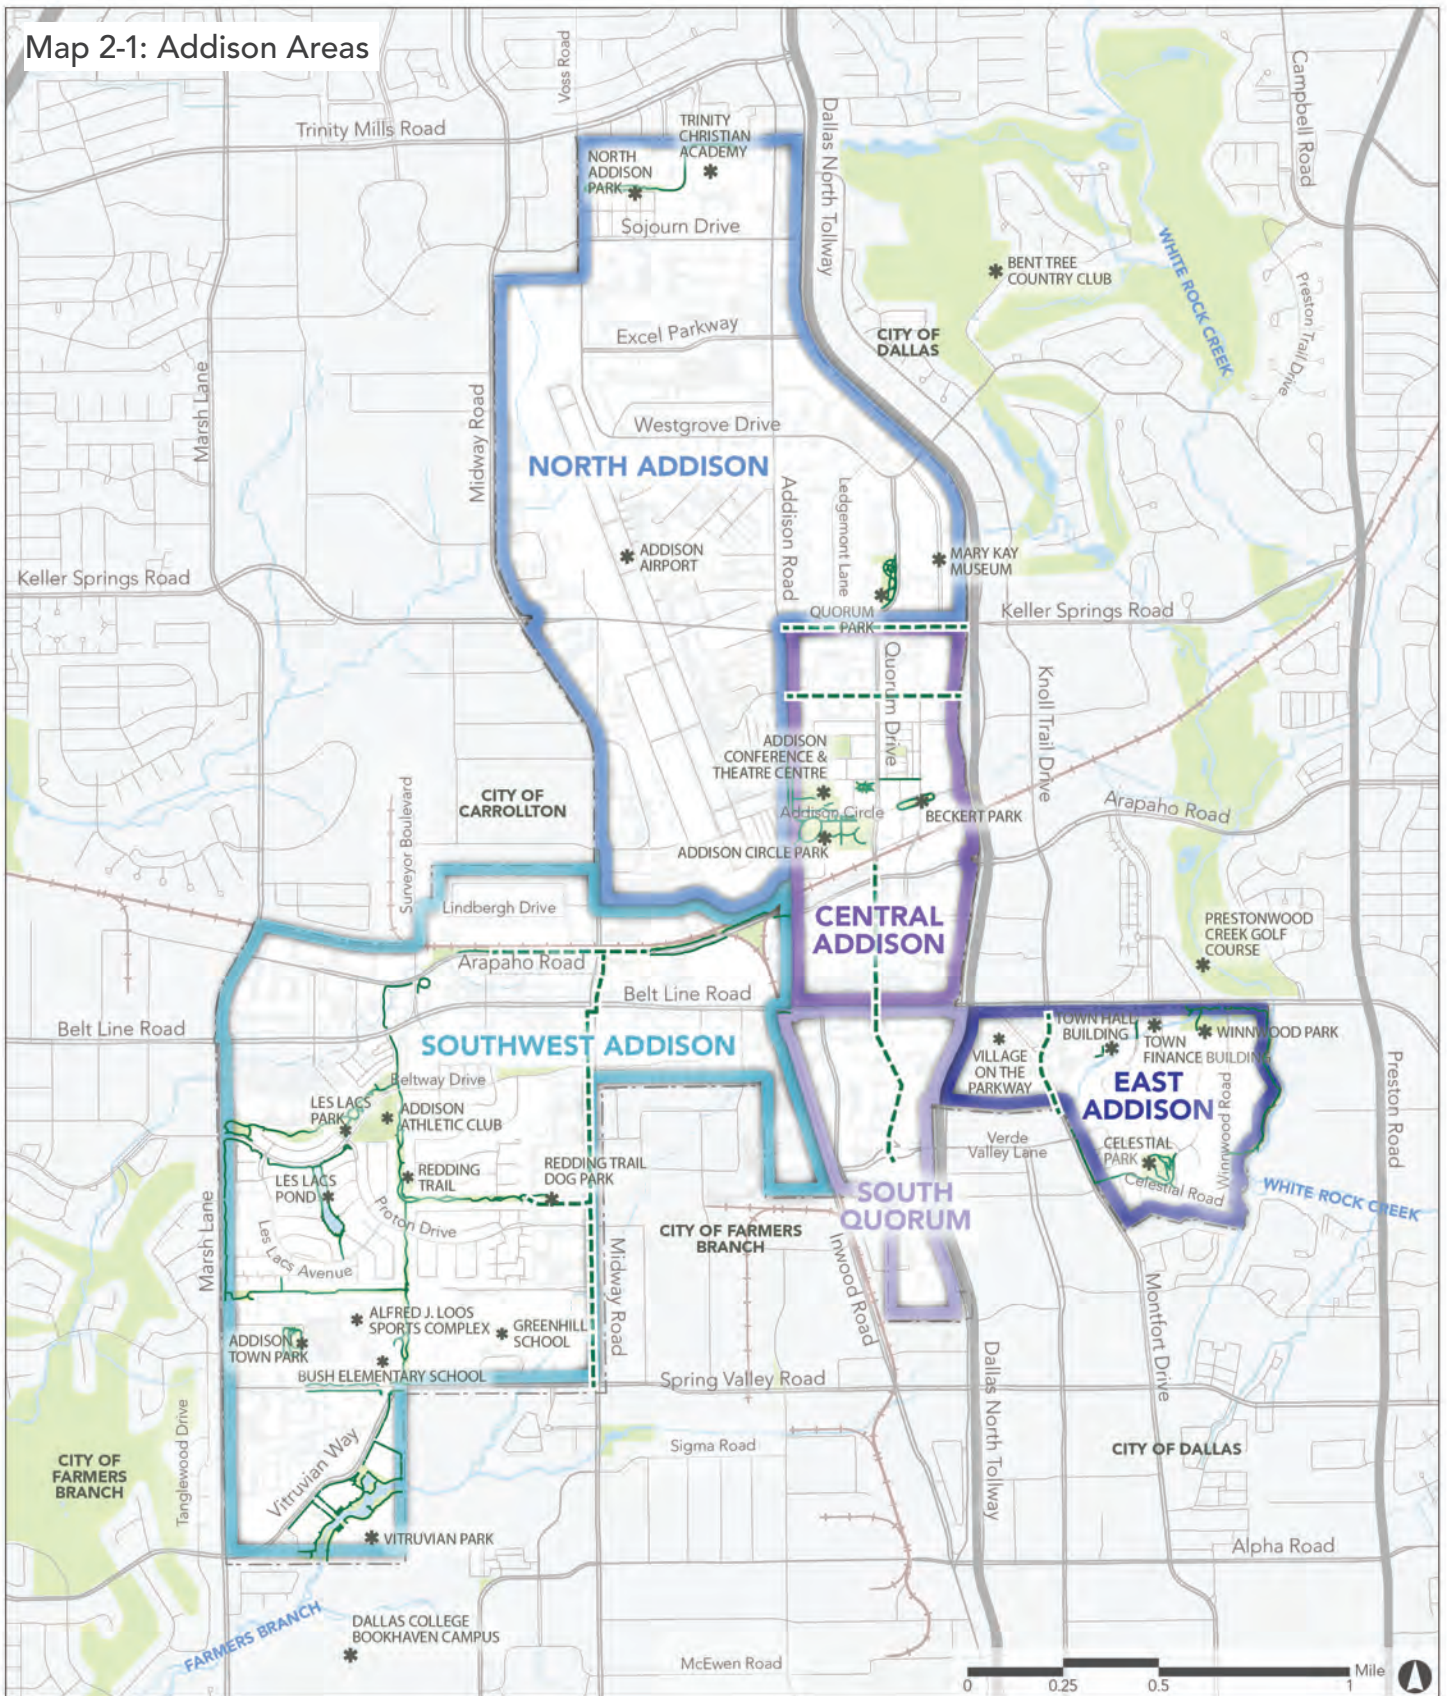 Map 2-1: Addison Areas
Voss Road
Trinity Mills Road
TRINITY
CHRISTIAN
ACADEMY
NORTH
ADDISON
PARK
Sojourn Drive
Dallas North Tollway
Campbell Road
WHITE ROCK CREEK
BENT TREE
COUNTRY CLUB
Preston Trail Drive
Excel Parkway
CITY OF
DALLAS
Marsh Lane
Midway Road
Westgrove Drive
NORTH ADDISON
Addison Road
Ledgemont Lane
ADDISON
AIRPORT
MARY KAY
MUSEUM
Keller Springs Road
QUORUM
PARK
Keller Springs Road
Quorum Drive
Knoll Trail Drive
ADDISON
CONFERENCE &
THEATRE CENTRE
CITY OF
CARROLLTON
Surveyor Boulevard
Addison Circle
BECKERT PARK
Arapaho Road
ADDISON CIRCLE PARK
Lindbergh Drive
CENTRAL
ADDISON
PRESTONWOOD
CREEK GOLF
COURSE
Arapaho Road
Belt Line Road
Belt Line Road
SOUTHWEST ADDISON
TOWN HALL
BUILDING
WINNWOOD PARK
TOWN
FINANCE BUILDING
VILLAGE
ON THE
PARKWAY
EAST
ADDISON
Winnwood Road
Preston Road
Beltway Drive
LES LACS
PARK
ADDISON
ATHLETIC CLUB
Verde
Valley Lane
CELESTIAL
PARK
Celestial Road
REDDING
TRAIL
REDDING TRAIL
DOG PARK
LES LACS
POND
Proton Drive
WHITE ROCK CREEK
SOUTH
QUORUM
CITY OF FARMERS
BRANCH
Marsh Lane
Les Lacs Avenue
Midway Road
Inwood Road
Montfort Drive
ALFRED J. LOOS
SPORTS COMPLEX
GREENHILL
SCHOOL
ADDISON
TOWN PARK
BUSH ELEMENTARY SCHOOL
Spring Valley Road
Dallas North Tollway
Tanglewood Drive
CITY OF
FARMERS
BRANCH
Vitruvian Way
Sigma Road
CITY OF DALLAS
VITRUVIAN PARK
Alpha Road
FARMERS BRANCH
DALLAS COLLEGE
BOOKHAVEN CAMPUS
McEwen Road
Mile
0 0.25 0.5 1